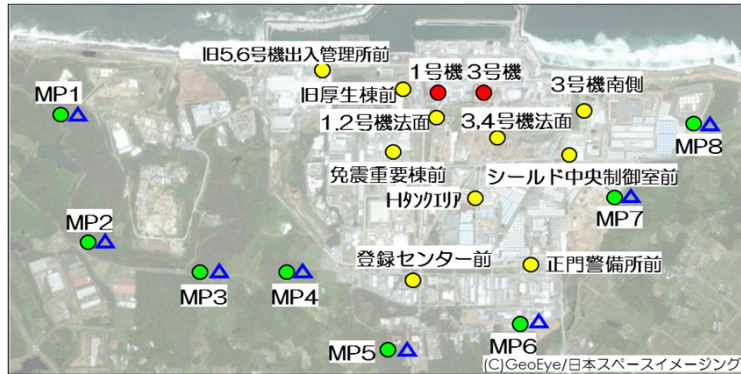 旧5.6号機出入管理所前
1号機
3号機
MP1
旧厚生棟前
3号機南側
1.2号機法面
3,4号機法面
MP8
免震重要棟前
シールド中央制御室前
Hタンクエリア
MP7
MP2
登録センター前
正門警備所前
MP3
MP4
MP5
MP6
(C)GeoEye/日本スペースイメージング